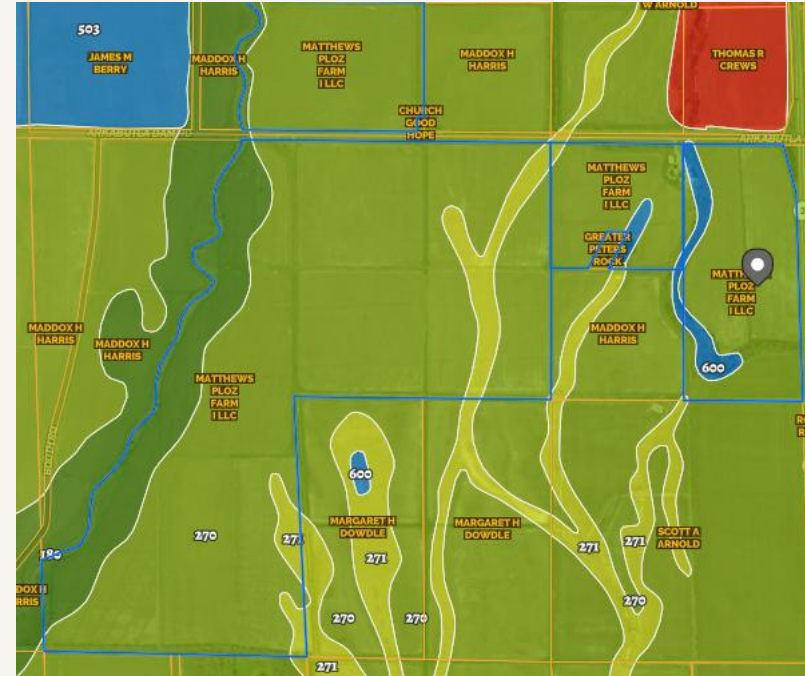 W ARNOLD
503
JAMES M
BERRY
MADDOX H
HARRIS
MATTHEWS
PLOZ
FARM
I LLC
MADDOX H
HARRIS
THOMAS R
CREWS
CHURCH
GOOD
HOPE
MATTHEWS
PLOZ
FARM
I LLC
GREATER
PETERS
ROCK
PLOZ
FARM
I LLC
MADDOX H
HARRIS
MADDOX H
HARRIS
MADDOX H
HARRIS
600
MATTHEWS
PLOZ
FARM
I LLC
600
270
271
MARGARET H
DOWDLE
MARGARET H
DOWDLE
SCOTT A
ARNOLD
271
271
271
180
270
270
270
271